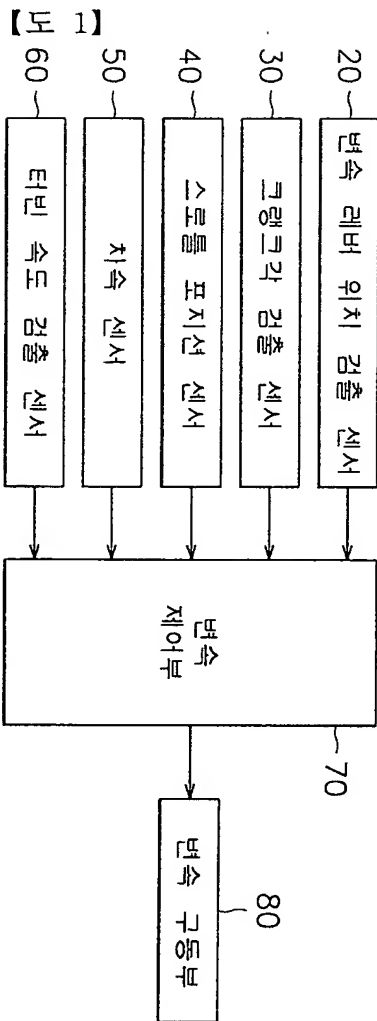 【도 1】
20
변속 레버 위치 검출 센서
30
크랭크각 검출 센서
40
스로틀 포지션 센서
50
차속 센서
60
터빈 속도 검출 센서
변속
제어부
70
변속 구동부
80